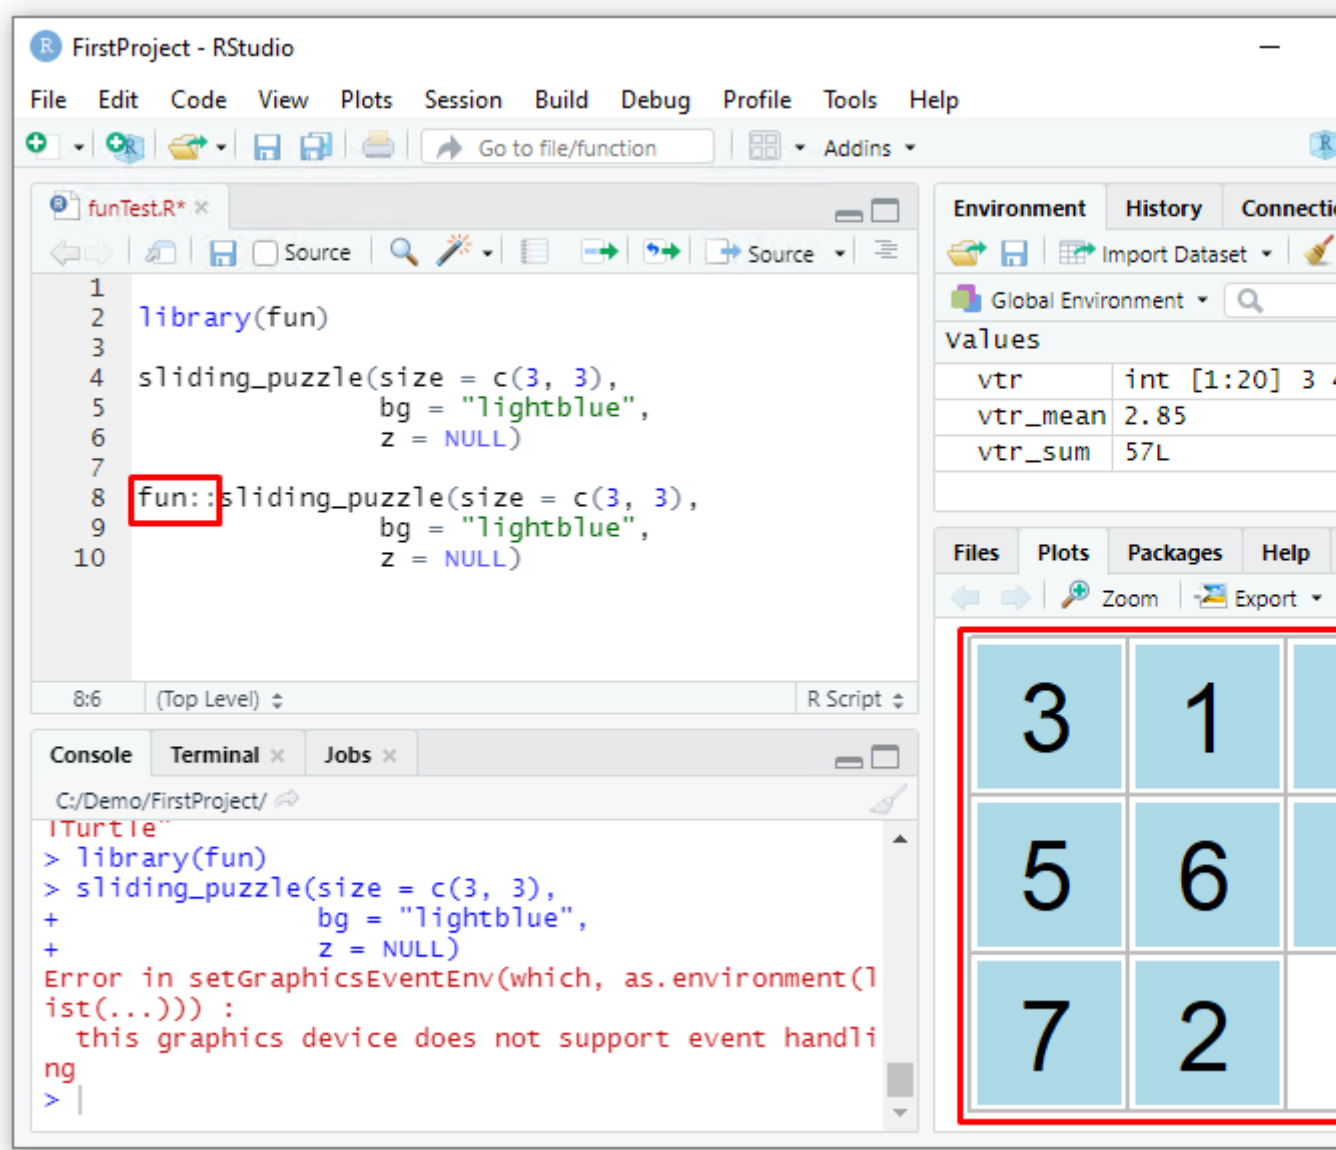 FirstProject - RStudio
File Edit Code View Plots Session Build Debug Profile Tools Help
Go to file/function Addins
funTest.R*
Source Source
1
2 library(fun)
3
4 sliding_puzzle(size = c(3, 3),
5 bg = "lightblue",
6 z = NULL)
7
8 fun::sliding_puzzle(size = c(3, 3),
9 bg = "lightblue",
10 z = NULL)
8:6 (Top Level) R Script
Console Terminal Jobs
C:/Demo/FirstProject/
lTurtle"
> library(fun)
> sliding_puzzle(size = c(3, 3),
+ bg = "lightblue",
+ z = NULL)
Error in setGraphicsEventEnv(which, as.environment(l
ist(...))) :
this graphics device does not support event handli
ng
>
Environment History Connecti
Import Dataset
Global Environment
Values
vtr int [1:20] 3 4
vtr_mean 2.85
vtr_sum 57L
Files Plots Packages Help
Zoom Export
3 1
5 6
7 2